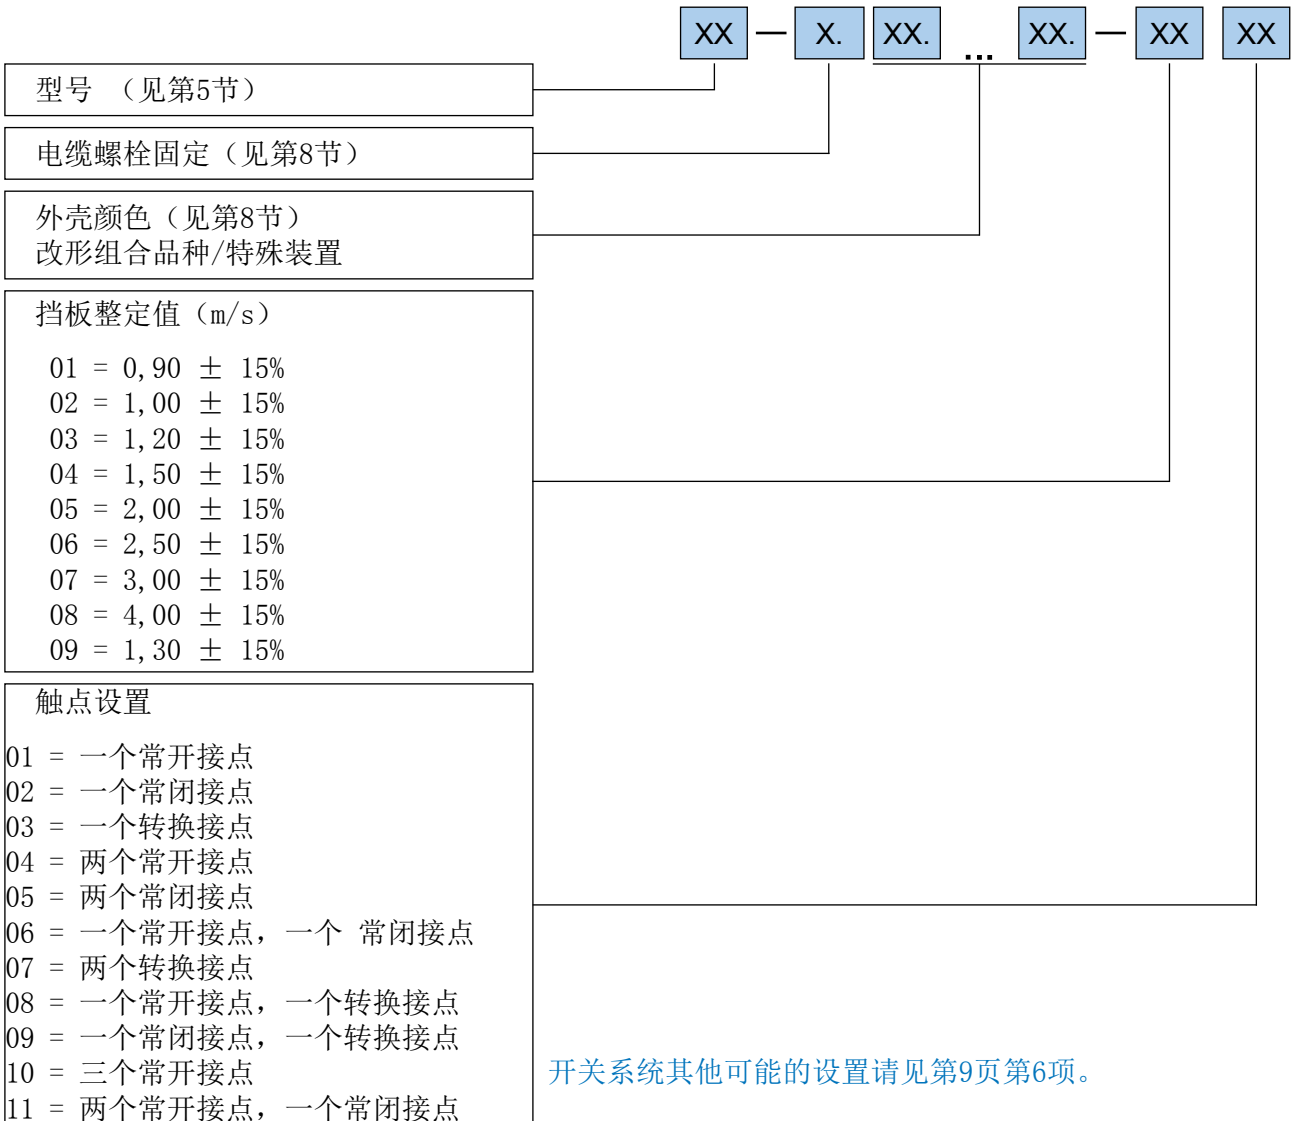 XX — X. XX. ... XX. — XX XX
型号 （见第5节）
电缆螺栓固定（见第8节）
外壳颜色（见第8节）
改形组合品种/特殊装置
挡板整定值（m/s）
01 = 0,90 ± 15%
02 = 1,00 ± 15%
03 = 1,20 ± 15%
04 = 1,50 ± 15%
05 = 2,00 ± 15%
06 = 2,50 ± 15%
07 = 3,00 ± 15%
08 = 4,00 ± 15%
09 = 1,30 ± 15%
触点设置
01 = 一个常开接点
02 = 一个常闭接点
03 = 一个转换接点
04 = 两个常开接点
05 = 两个常闭接点
06 = 一个常开接点，一个 常闭接点
07 = 两个转换接点
08 = 一个常开接点，一个转换接点
09 = 一个常闭接点，一个转换接点
10 = 三个常开接点
11 = 两个常开接点，一个常闭接点
开关系统其他可能的设置请见第9页第6项。